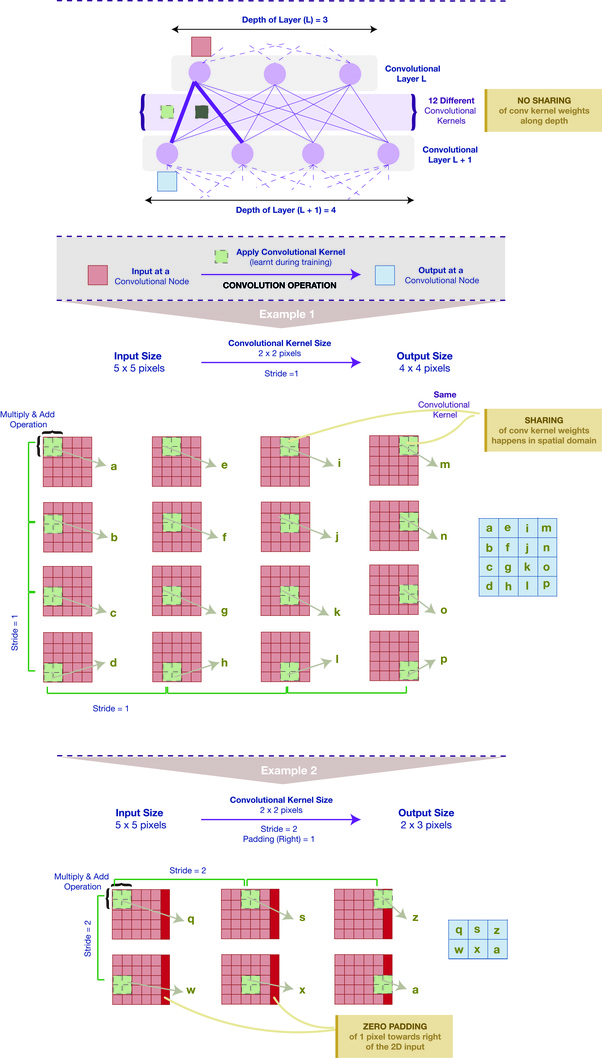 Depth of Layer (L) = 3
Convolutional
Layer L
12 Different
Convolutional
Kernels
NO SHARING
of conv kernel weights
along depth
Convolutional
Layer L + 1
Depth of Layer (L + 1) = 4
Input at a
Convolutional Node
Apply Convolutional Kernel
(learnt during training)
CONVOLUTION OPERATION
Output at a
Convolutional Node
Example 1
Input Size
5 x 5 pixels
Convolutional Kernel Size
2 x 2 pixels
Stride =1
Output Size
4 x 4 pixels
Same
Convolutional
Kernel
SHARING
of conv kernel weights
happens in spatial domain
Multiply & Add
Operation
a e i m
b f j n
c g k o
d h l p
Stride = 1
Stride = 1
a e i m
b f j n
c g k o
d h l p
Example 2
Input Size
5 x 5 pixels
Convolutional Kernel Size
2 x 2 pixels
Stride = 2
Padding (Right) = 1
Output Size
2 x 3 pixels
Multiply & Add
Operation
Stride = 2
Stride = 2
q s z
w x a
q s z
w x a
ZERO PADDING
of 1 pixel towards right
of the 2D input